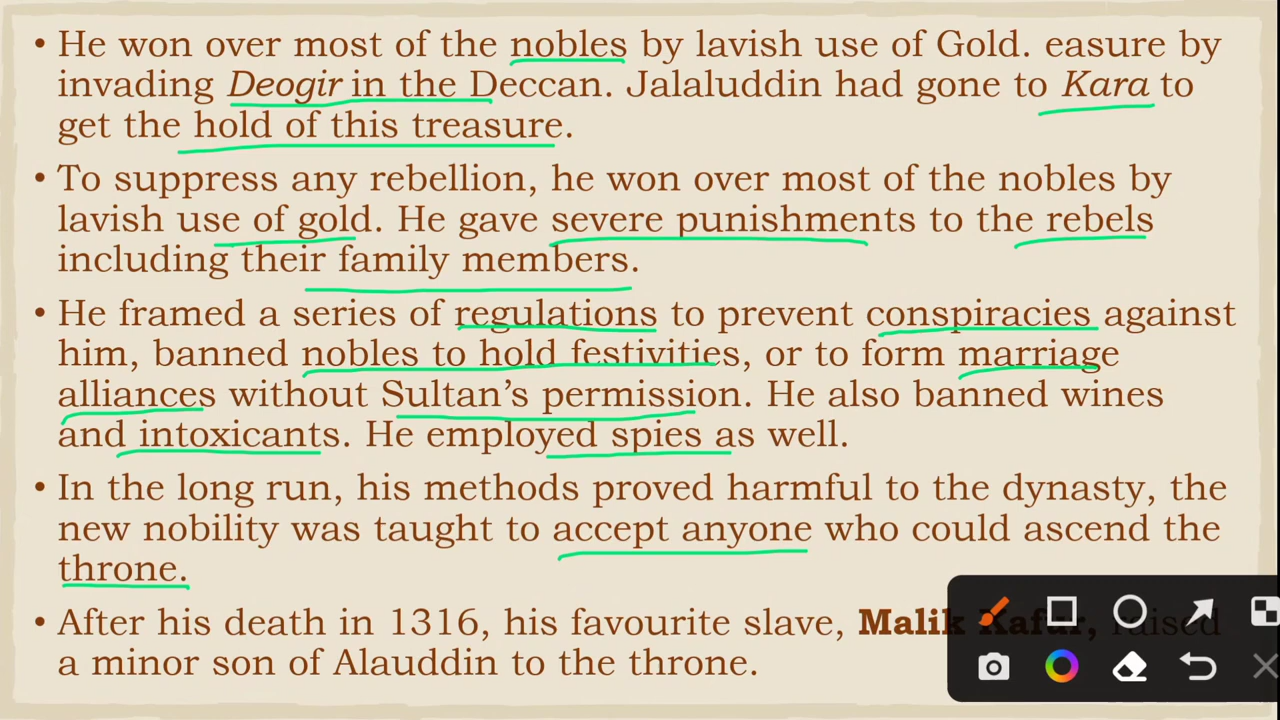 • He won over most of the nobles by lavish use of Gold. easure by
invading Deogir in the Deccan. Jalaluddin had gone to Kara to
get the hold of this treasure.
• To suppress any rebellion, he won over most of the nobles by
lavish use of gold. He gave severe punishments to the rebels
including their family members.
• He framed a series of regulations to prevent conspiracies against
him, banned nobles to hold festivities, or to form marriage
alliances without Sultan's permission. He also banned wines
and intoxicants. He employed spies as well.
• In the long run, his methods proved harmful to the dynasty, the
new nobility was taught to accept anyone who could ascend the
throne.
• After his death in 1316, his favourite slave, Malik Kafur, raised
a minor son of Alauddin to the throne.